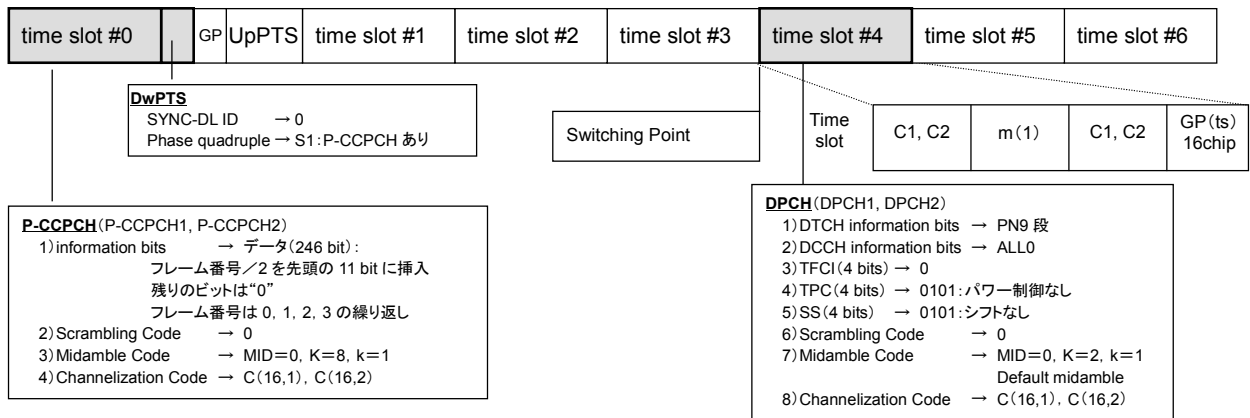 time slot #0
GP
UpPTS
time slot #1
time slot #2
time slot #3
time slot #4
time slot #5
time slot #6
DwPTS
SYNC-DL ID → 0
Phase quadruple → S1:P-CCPCH あり
Switching Point
Time
slot
C1, C2
m(1)
C1, C2
GP(ts)
16chip
P-CCPCH(P-CCPCH1, P-CCPCH2)
1)information bits → データ(246 bit):
フレーム番号/2 を先頭の 11 bit に挿入
残りのビットは“0”
フレーム番号は 0, 1, 2, 3 の繰り返し
2)Scrambling Code → 0
3)Midamble Code → MID=0, K=8, k=1
4)Channelization Code → C(16,1), C(16,2)
DPCH(DPCH1, DPCH2)
1)DTCH information bits → PN9 段
2)DCCH information bits → ALL0
3)TFCI(4 bits) → 0
4)TPC(4 bits) → 0101:パワー制御なし
5)SS(4 bits) → 0101:シフトなし
6)Scrambling Code → 0
7)Midamble Code → MID=0, K=2, k=1
Default midamble
8)Channelization Code → C(16,1), C(16,2)